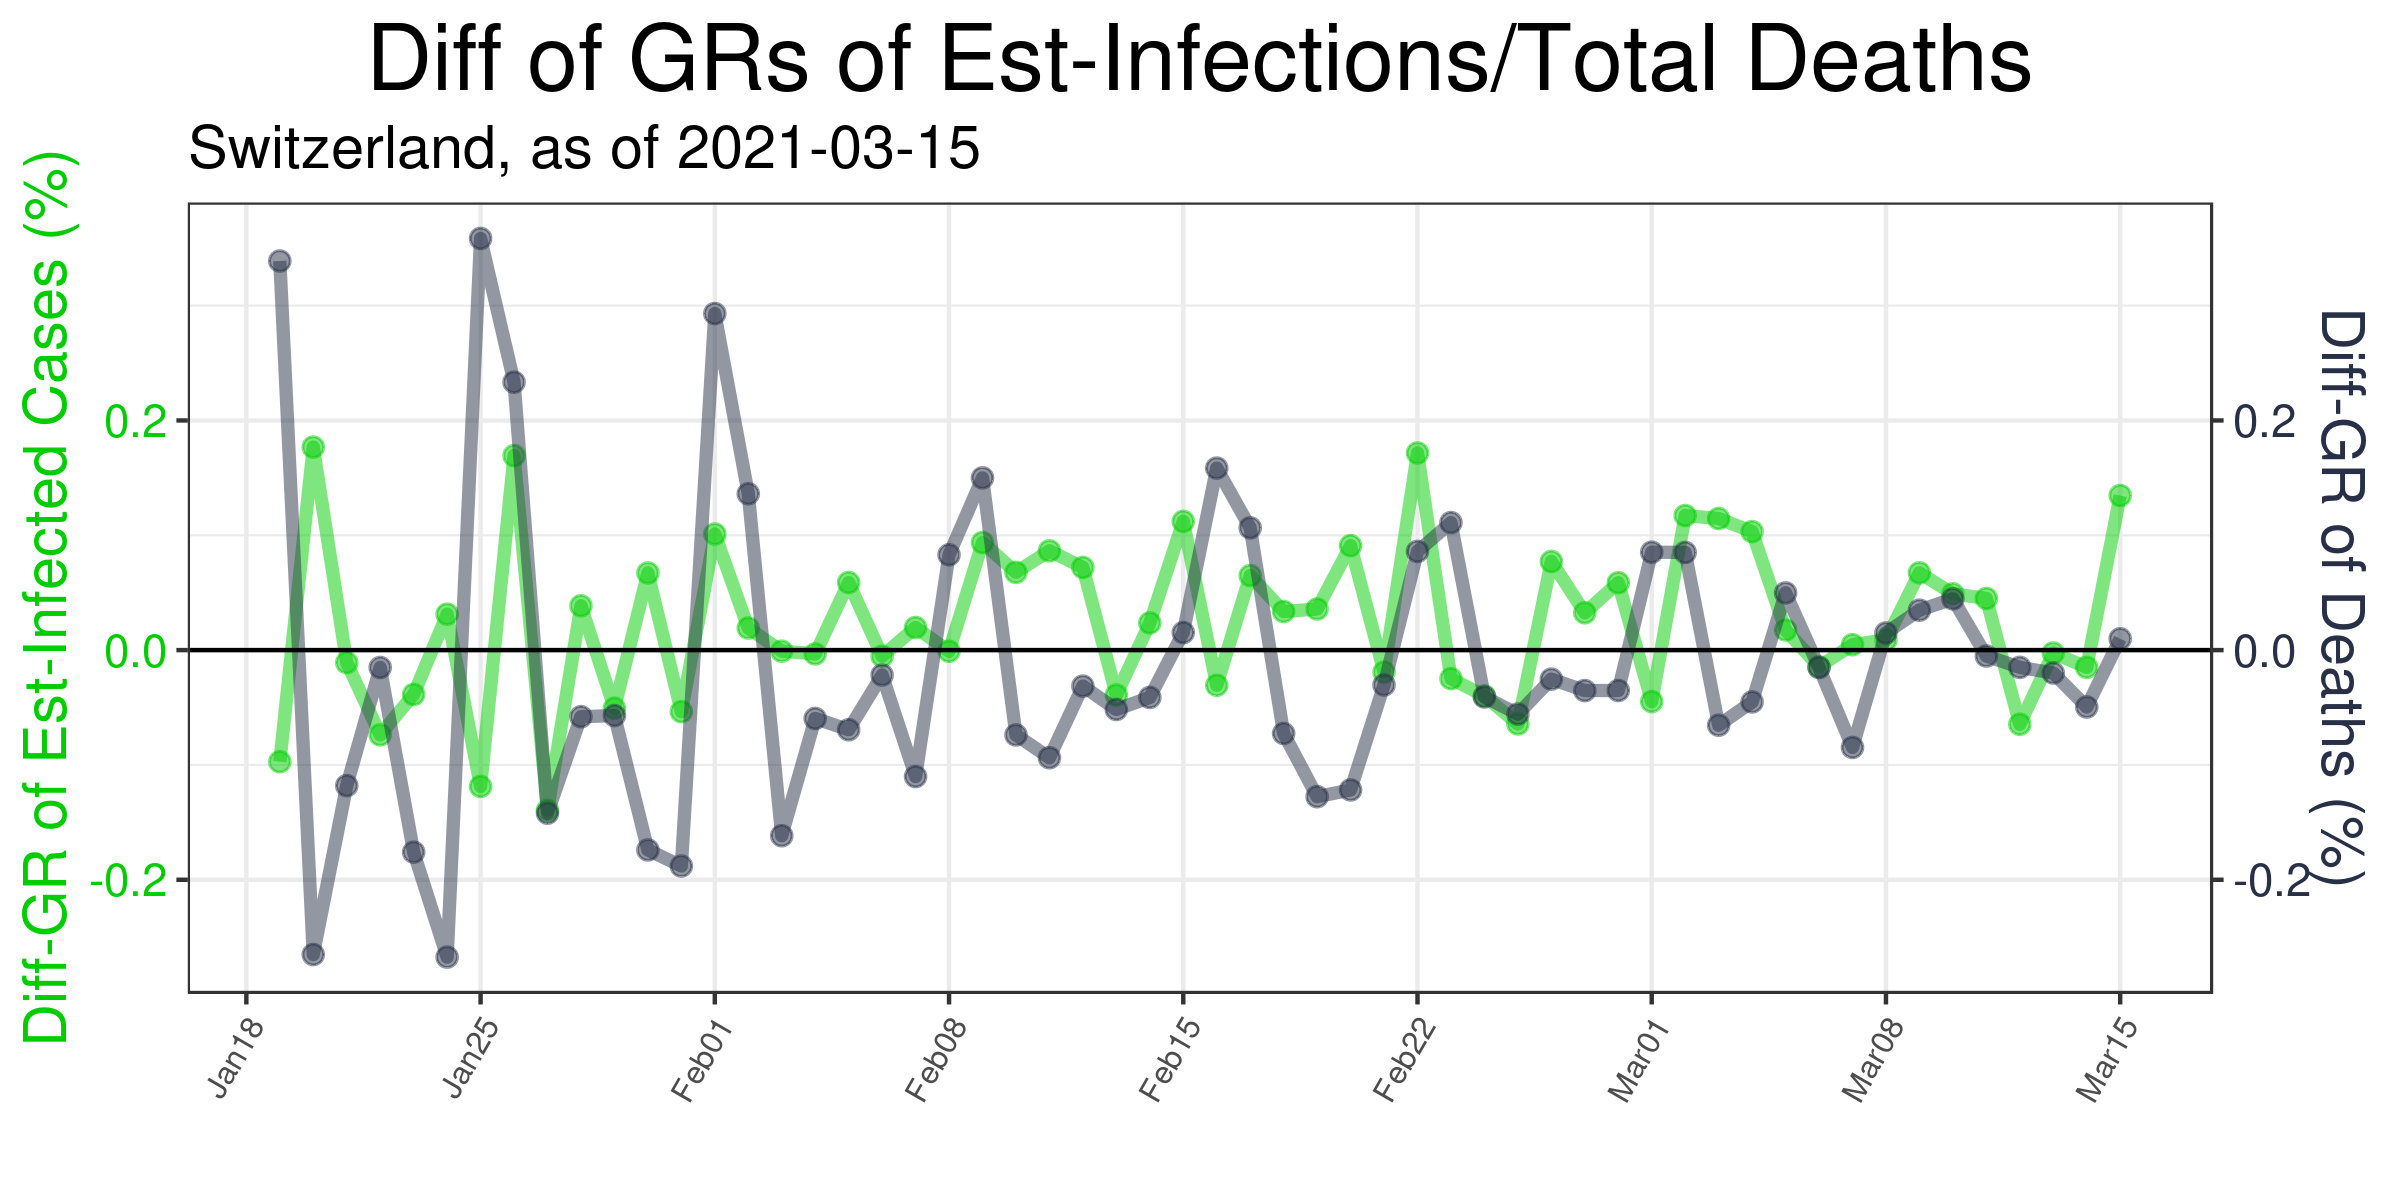 Diff of GRs of Est-Infections/Total Deaths
Switzerland, as of 2021-03-15
Diff-GR of Est-Infected Cases (%)
0.2
0.0
-0.2
0.2
0.0
-0.2
Diff-GR of Deaths (%)
Jan18
Jan25
Feb01
Feb08
Feb15
Feb22
Mar01
Mar08
Mar15